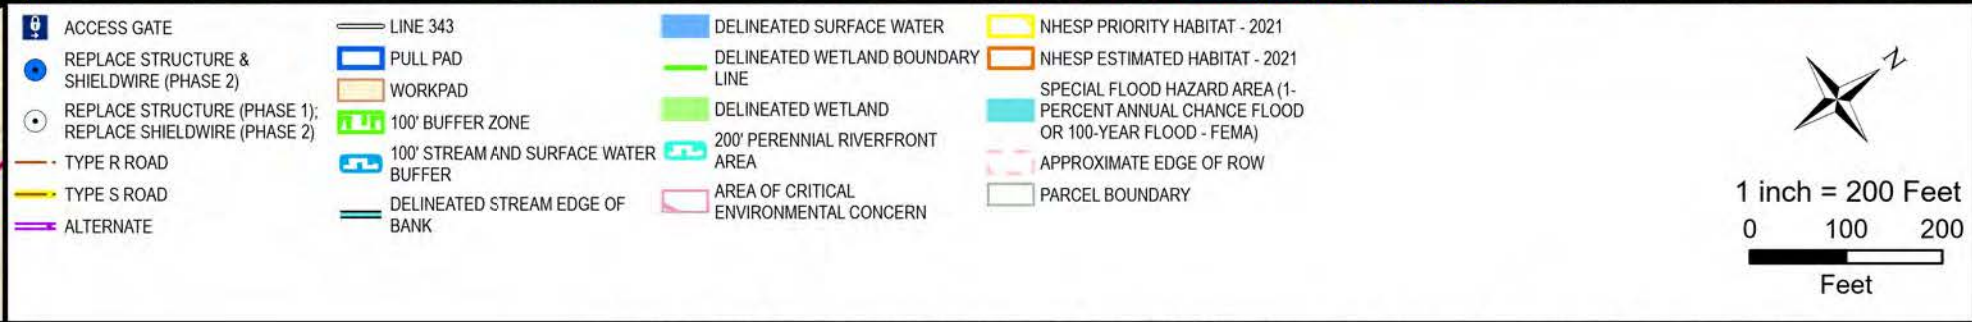 ACCESS GATE
REPLACE STRUCTURE &
SHIELDWIRE (PHASE 2)
REPLACE STRUCTURE (PHASE 1);
REPLACE SHIELDWIRE (PHASE 2)
TYPE R ROAD
TYPE S ROAD
ALTERNATE
LINE 343
PULL PAD
WORKPAD
100' BUFFER ZONE
100' STREAM AND SURFACE WATER
BUFFER
DELINEATED STREAM EDGE OF
BANK
DELINEATED SURFACE WATER
DELINEATED WETLAND BOUNDARY
LINE
DELINEATED WETLAND
200' PERENNIAL RIVERFRONT
AREA
AREA OF CRITICAL
ENVIRONMENTAL CONCERN
NHESP PRIORITY HABITAT - 2021
NHESP ESTIMATED HABITAT - 2021
SPECIAL FLOOD HAZARD AREA (1-
PERCENT ANNUAL CHANCE FLOOD
OR 100-YEAR FLOOD - FEMA)
APPROXIMATE EDGE OF ROW
PARCEL BOUNDARY
N
1 inch = 200 Feet
0 100 200
Feet